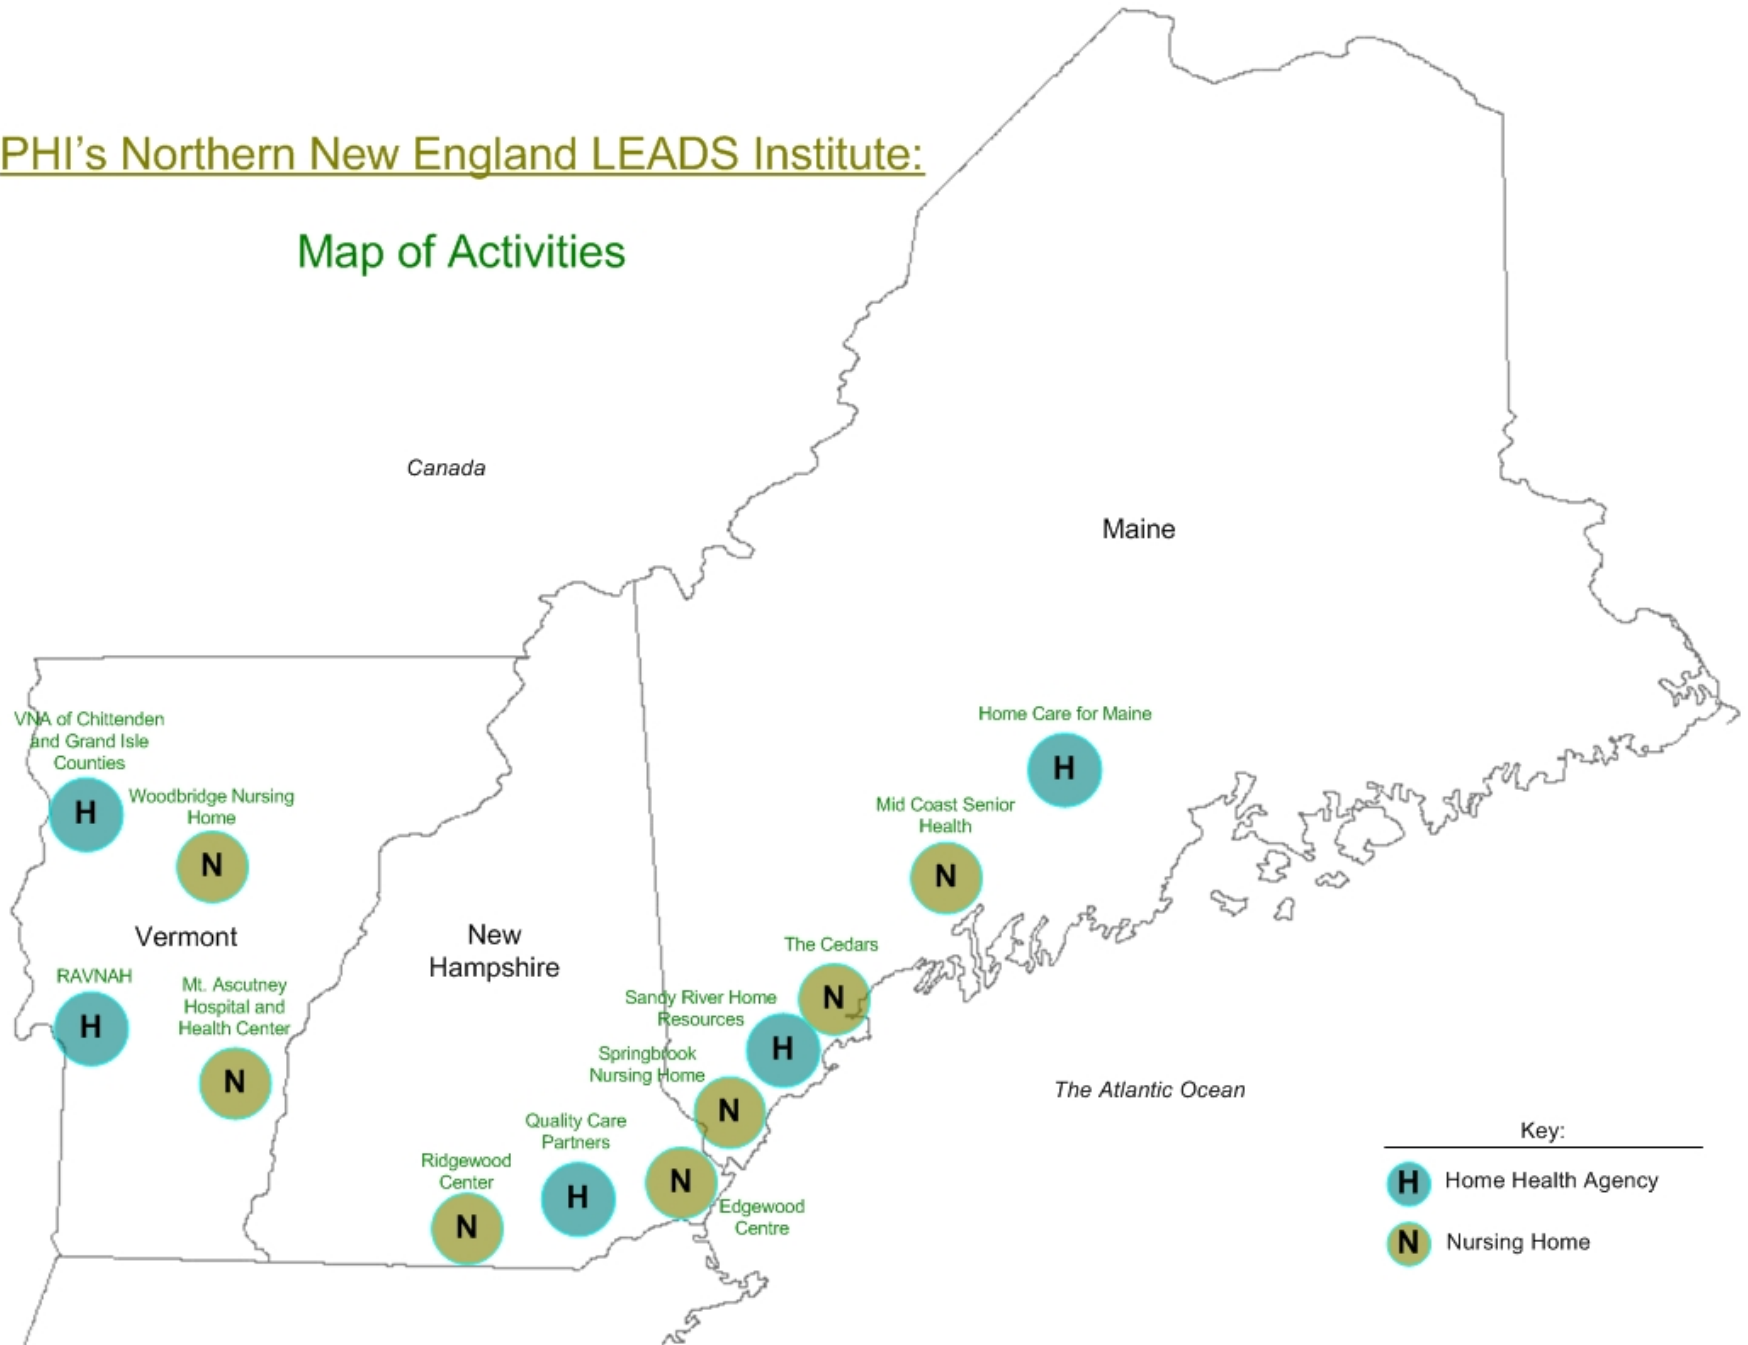 PHI’s Northern New England LEADS Institute:
Map of Activities
Canada
Maine
Home Care for Maine
H
VNA of Chittenden
and Grand Isle
Counties
H
Woodbridge Nursing
Home
N
Mid Coast Senior
Health
N
Vermont
New
Hampshire
The Cedars
N
RAVNAH
H
Mt. Ascutney
Hospital and
Health Center
N
Sandy River Home
Resources
H
Springbrook
Nursing Home
N
The Atlantic Ocean
Quality Care
Partners
H
Ridgewood
Center
N
N
Edgewood
Centre
Key:
H Home Health Agency
N Nursing Home